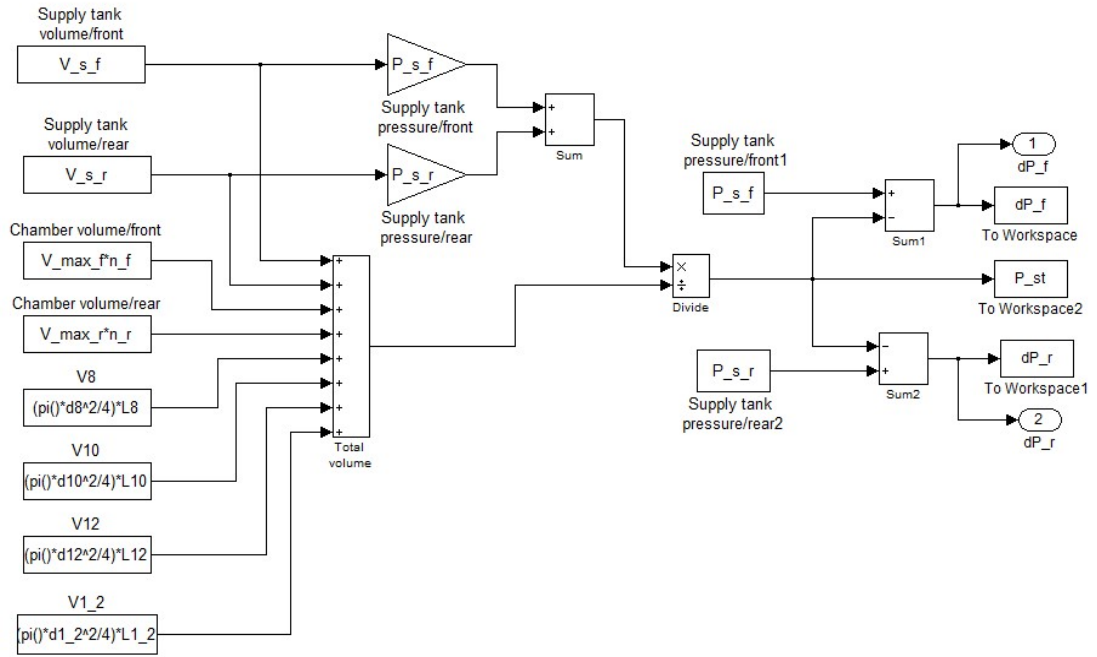 Supply tank
volume/front
V_s_f
P_s_f
Supply tank
pressure/front
+
+
Sum
Supply tank
volume/rear
V_s_r
P_s_r
Supply tank
pressure/rear
Chamber volume/front
V_max_f*n_f
Chamber volume/rear
V_max_r*n_r
V8
(pi()*d8^2/4)*L8
V10
(pi()*d10^2/4)*L10
V12
(pi()*d12^2/4)*L12
V1_2
(pi()*d1_2^2/4)*L1_2
+
+
+
+
+
+
+
+
Total
volume
×
÷
Divide
Supply tank
pressure/front1
P_s_f
+
−
Sum1
1
dP_f
dP_f
To Workspace
P_st
To Workspace2
P_s_r
Supply tank
pressure/rear2
−
+
Sum2
dP_r
To Workspace1
2
dP_r